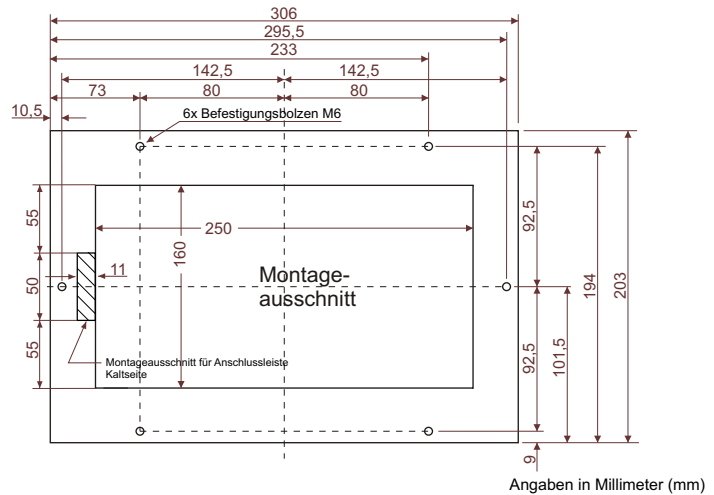 306
295,5
233
142,5 142,5
73 80 80
10,5
6x Befestigungsbolzen M6
55
50
55
250
160
11
Montage-
ausschnitt
Montageausschnitt für Anschlussleiste
Kaltseite
92,5
92,5
194
203
101,5
9
Angaben in Millimeter (mm)